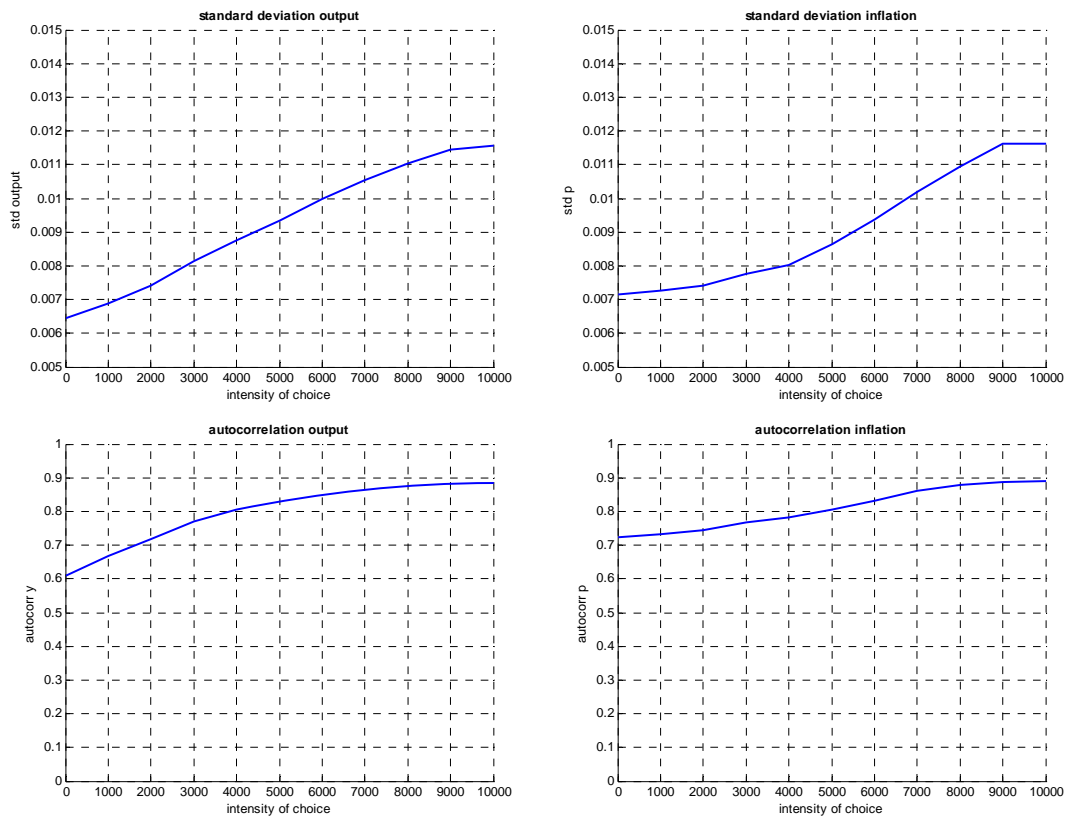 standard deviation output
0.015
0.014
0.013
0.012
0.011
0.01
0.009
0.008
0.007
0.006
0.005
std output
0 1000 2000 3000 4000 5000 6000 7000 8000 9000 10000
intensity of choice
standard deviation inflation
0.015
0.014
0.013
0.012
0.011
0.01
0.009
0.008
0.007
0.006
0.005
std p
0 1000 2000 3000 4000 5000 6000 7000 8000 9000 10000
intensity of choice
autocorrelation output
1
0.9
0.8
0.7
0.6
0.5
0.4
0.3
0.2
0.1
0
autocorr y
0 1000 2000 3000 4000 5000 6000 7000 8000 9000 10000
intensity of choice
autocorrelation inflation
1
0.9
0.8
0.7
0.6
0.5
0.4
0.3
0.2
0.1
0
autocorr p
0 1000 2000 3000 4000 5000 6000 7000 8000 9000 10000
intensity of choice